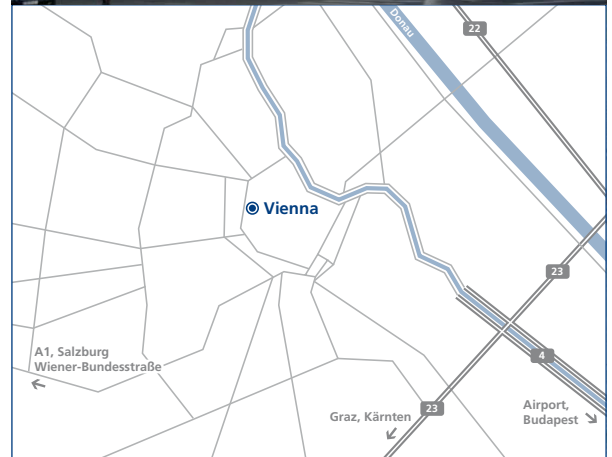 Donau
22
Vienna
23
A1, Salzburg
Wiener-Bundesstraße
4
Graz, Kärnten
23
Airport,
Budapest